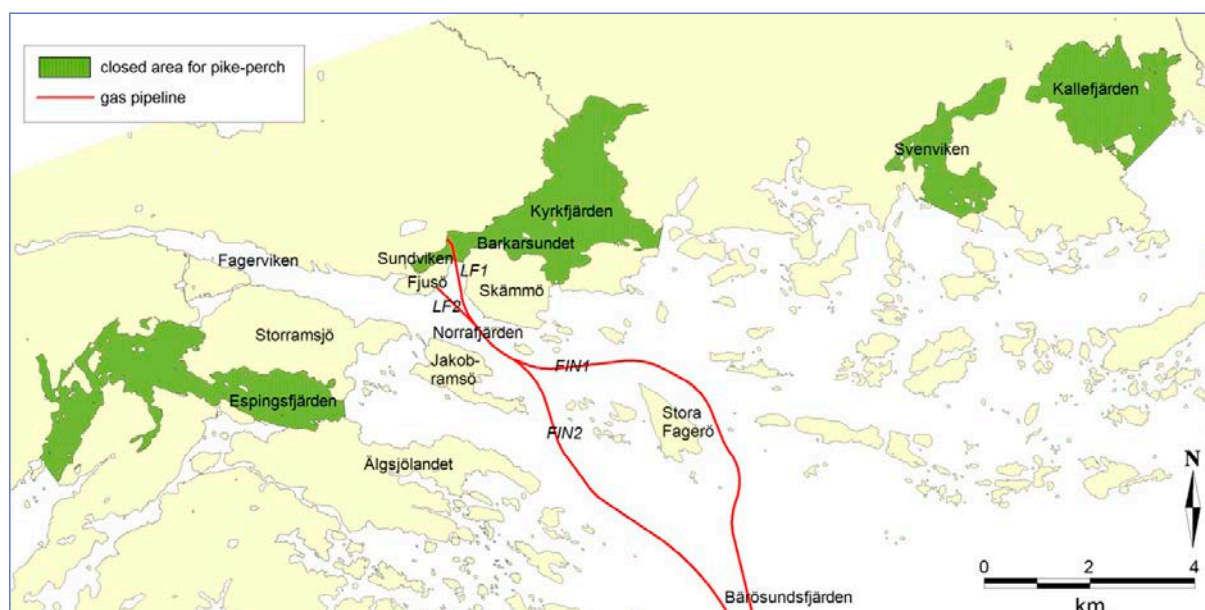 closed area for pike-perch
gas pipeline
Kallefjärden
Svenviken
Kyrkfjärden
Barkarsundet
Sundviken
Fagerviken
LF1
Fjusö
Skämmö
LF2
Storramsjö
Norrafjärden
Jakob-
ramsö
FIN1
Espingsfjärden
Stora
Fagerö
FIN2
Älgsjölandet
N
0 2 4
km
Bärösundsfjärden